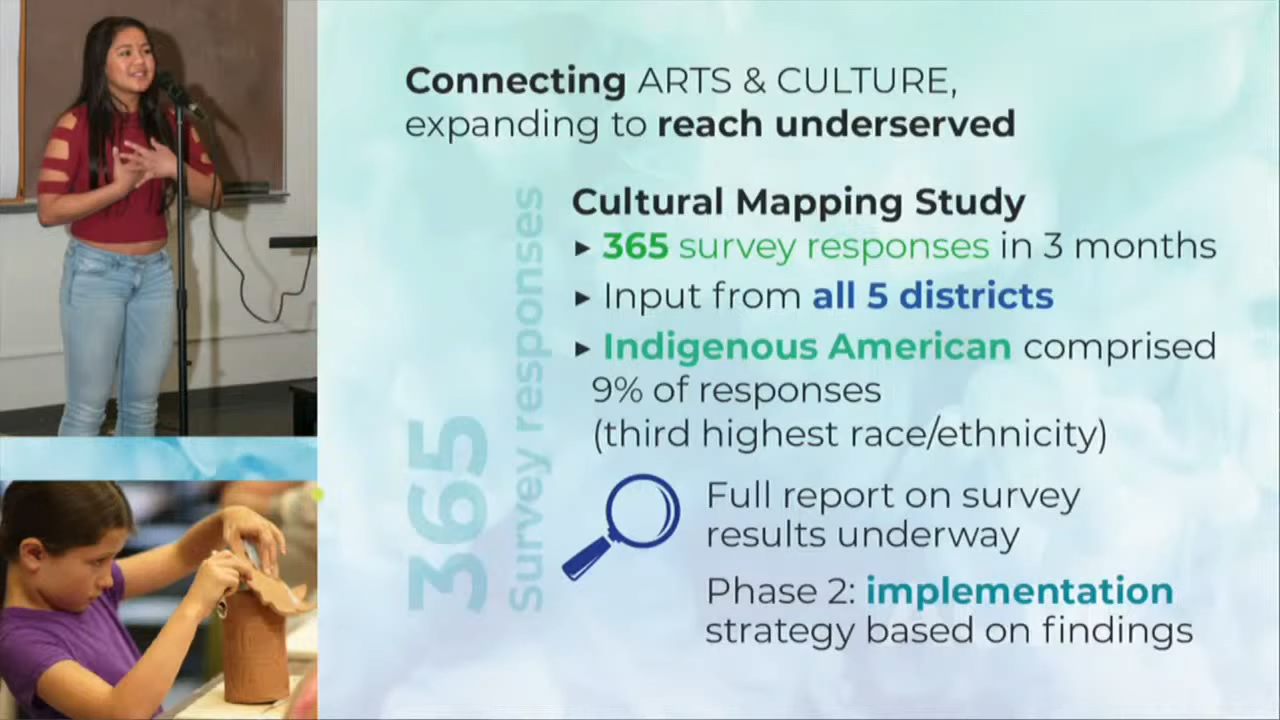 Connecting ARTS & CULTURE,
expanding to reach underserved
365
Survey responses
Cultural Mapping Study
▸ 365 survey responses in 3 months
▸ Input from all 5 districts
▸ Indigenous American comprised
9% of responses
(third highest race/ethnicity)
Full report on survey
results underway
Phase 2: implementation
strategy based on findings